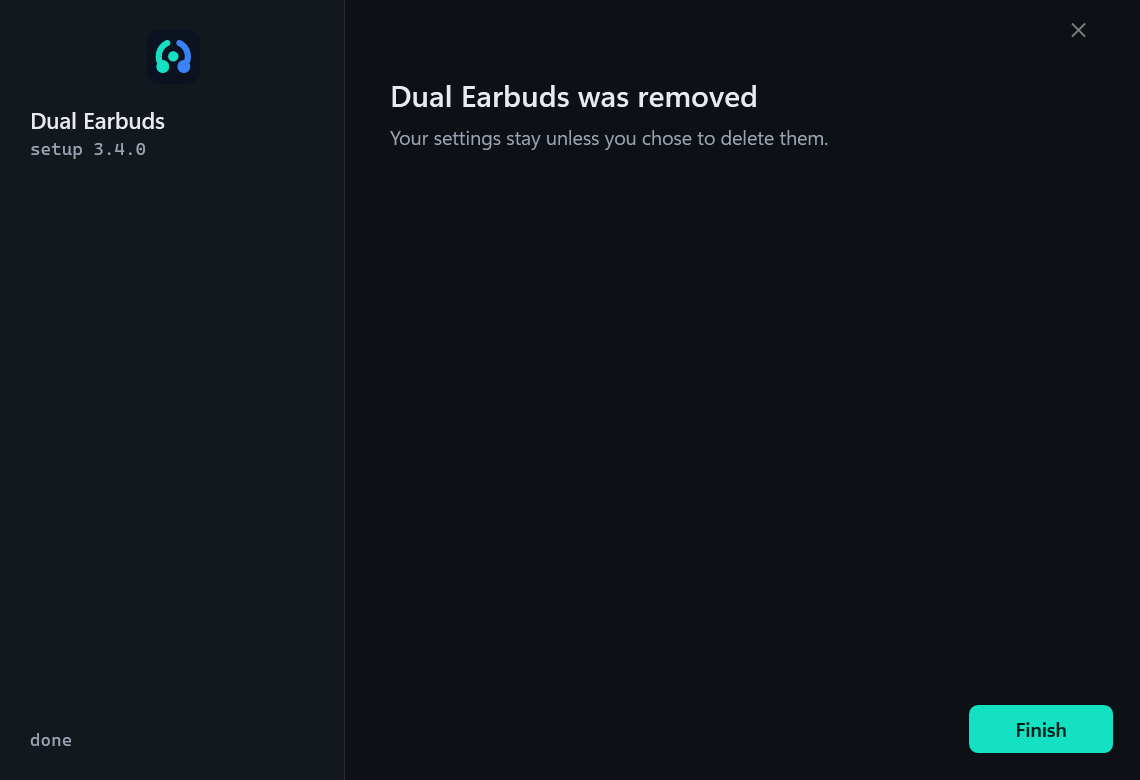 Dual Earbuds
setup 3.4.0
Dual Earbuds was removed
Your settings stay unless you chose to delete them.
done
Finish